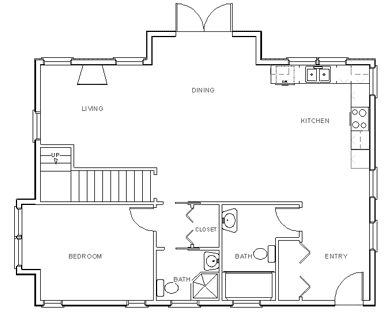 DINING
LIVING
KITCHEN
UP
CLOSET
BEDROOM
BATH
ENTRY
BATH